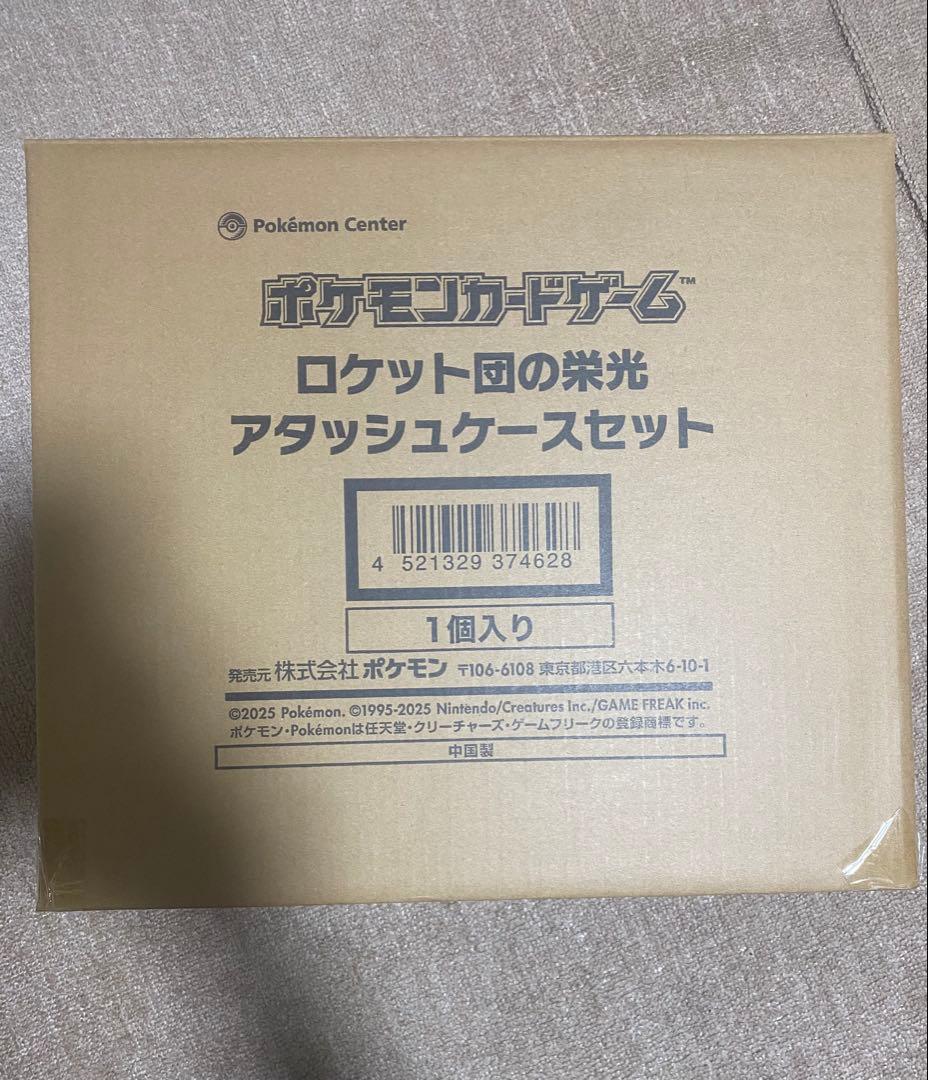 Pokémon Center
ポケモンカードゲーム™
ロケット団の栄光
アタッシュケースセット
4 521329 374628
1個入り
発売元 株式会社ポケモン 〒106-6108 東京都港区六本木6-10-1
©2025 Pokémon. ©1995-2025 Nintendo/Creatures Inc./GAME FREAK inc.
ポケモン・Pokémonは任天堂・クリーチャーズ・ゲームフリークの登録商標です。
中国製